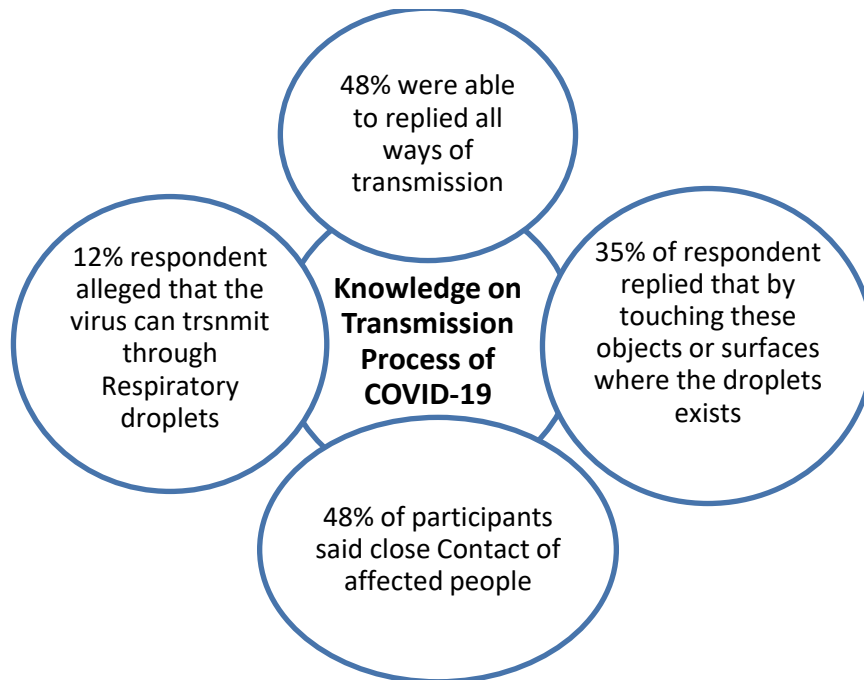 48% were able
to replied all
ways of
transmission
12% respondent
alleged that the
virus can trsnmit
through
Respiratory
droplets
Knowledge on
Transmission
Process of
COVID-19
35% of respondent
replied that by
touching these
objects or surfaces
where the droplets
exists
48% of participants
said close Contact of
affected people